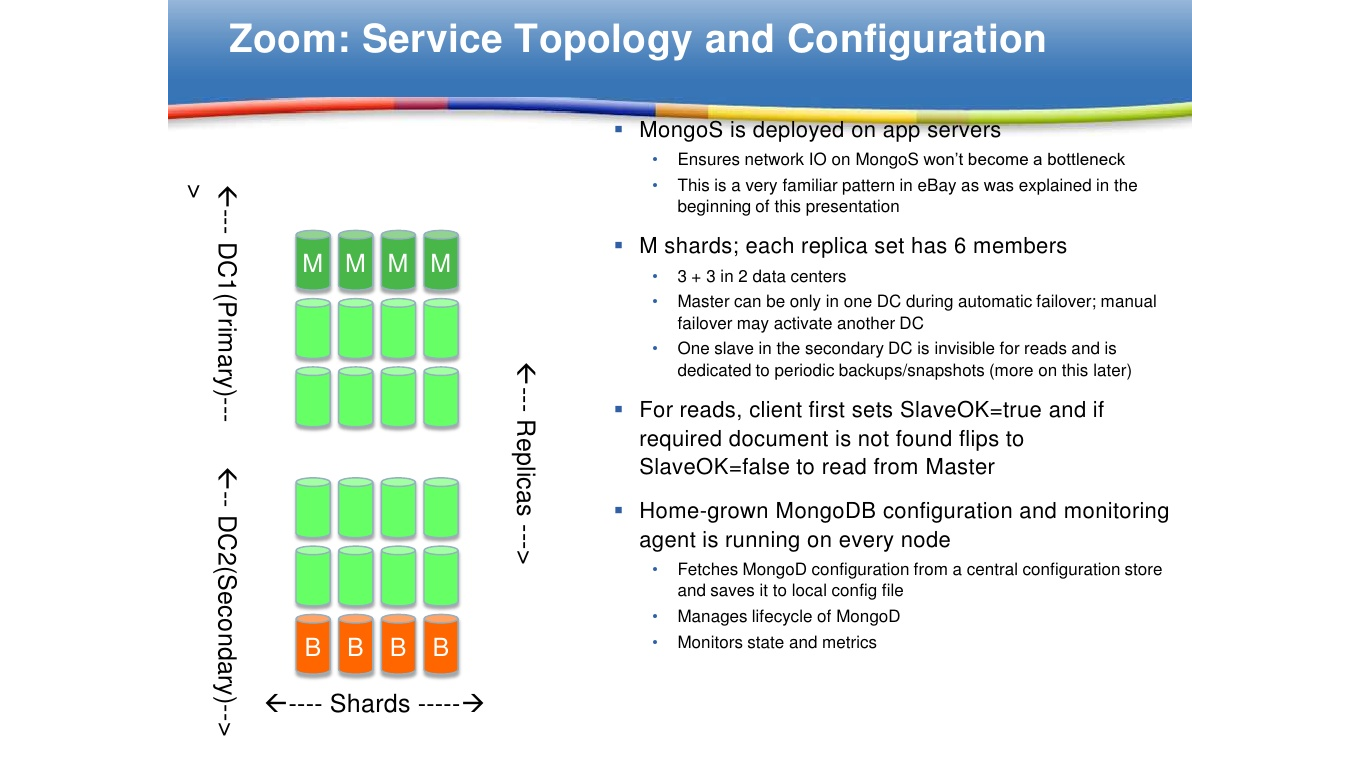 Zoom: Service Topology and Configuration
▪ MongoS is deployed on app servers
• Ensures network IO on MongoS won't become a bottleneck
• This is a very familiar pattern in eBay as was explained in the
beginning of this presentation
▪ M shards; each replica set has 6 members
• 3 + 3 in 2 data centers
• Master can be only in one DC during automatic failover; manual
failover may activate another DC
• One slave in the secondary DC is invisible for reads and is
dedicated to periodic backups/snapshots (more on this later)
▪ For reads, client first sets SlaveOK=true and if
required document is not found flips to
SlaveOK=false to read from Master
▪ Home-grown MongoDB configuration and monitoring
agent is running on every node
• Fetches MongoD configuration from a central configuration store
and saves it to local config file
• Manages lifecycle of MongoD
• Monitors state and metrics
←--- DC1(Primary)---
>
M M M M
←--- Replicas --->
←-- DC2(Secondary)-->
B B B B
←---- Shards -----→